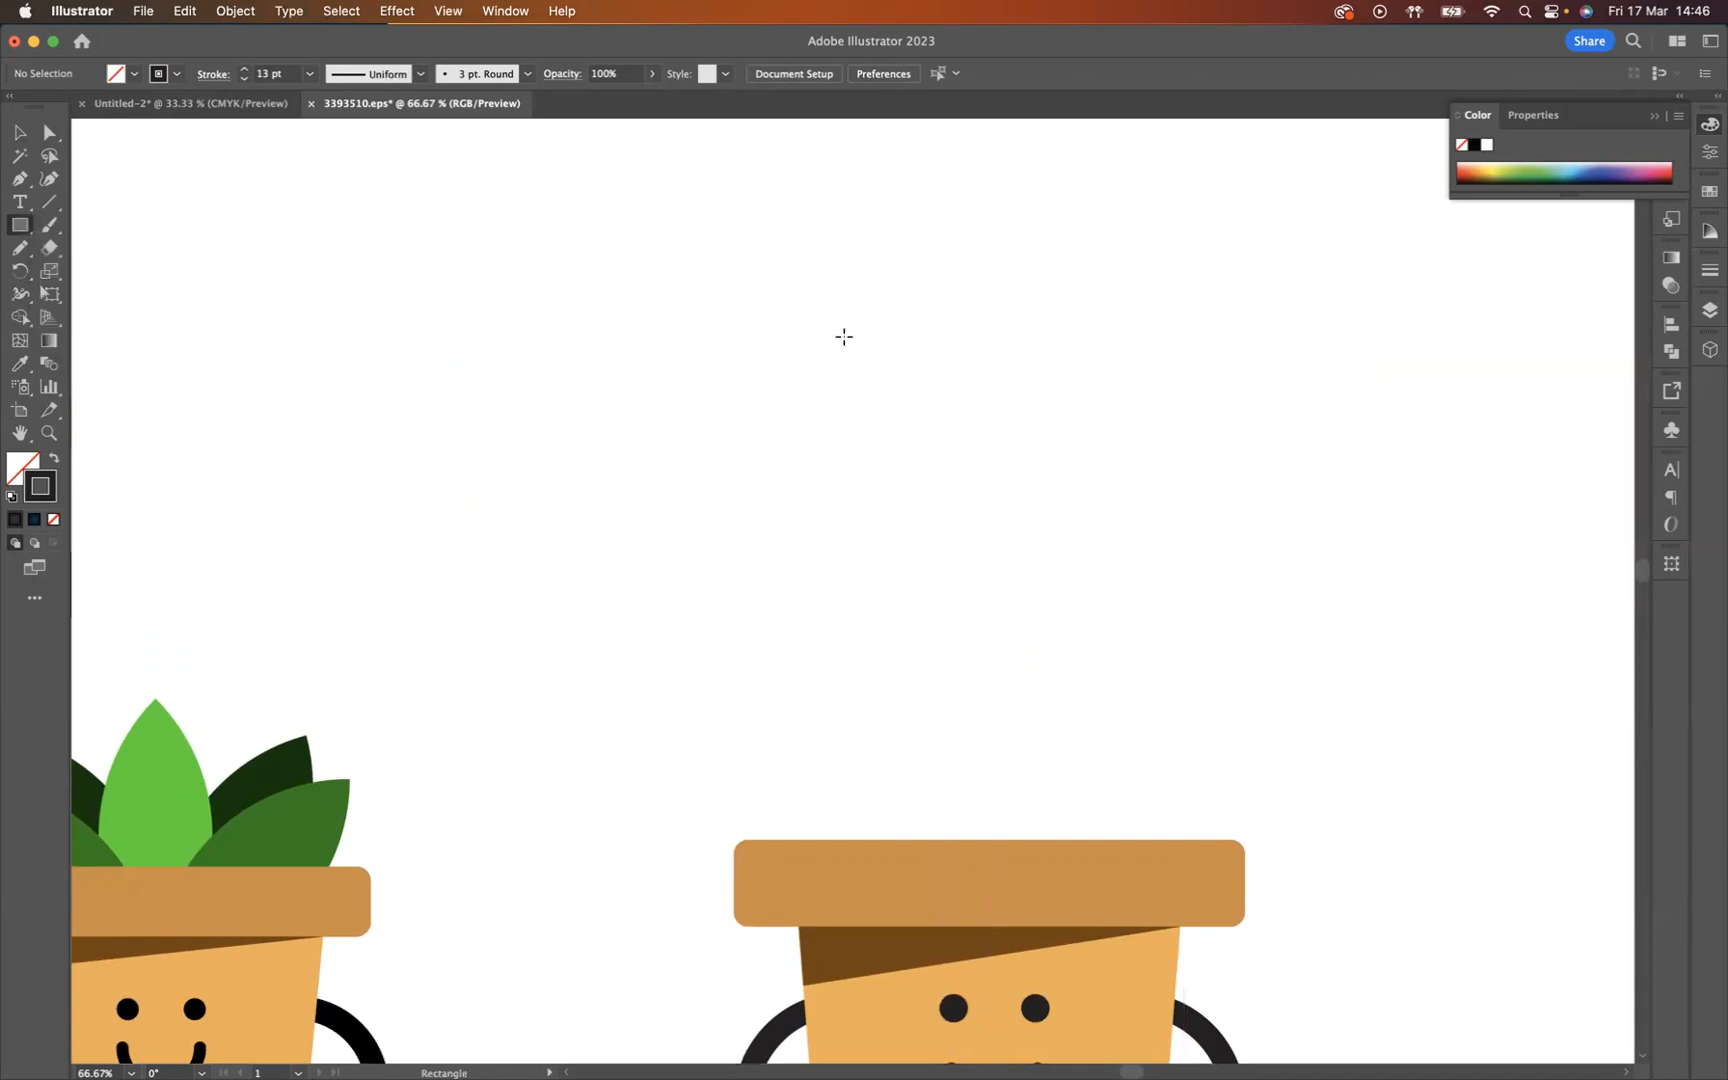 Illustrator File Edit Object Type Select Effect View Window Help Fri 17 Mar 14:46
Adobe Illustrator 2023 Share
No Selection Stroke: 13 pt Uniform 3 pt. Round Opacity: 100% Style: Document Setup Preferences
Untitled-2* @ 33.33 % (CMYK/Preview) 3393510.eps* @ 66.67 % (RGB/Preview)
Color Properties
66.67% 0° 1 Rectangle